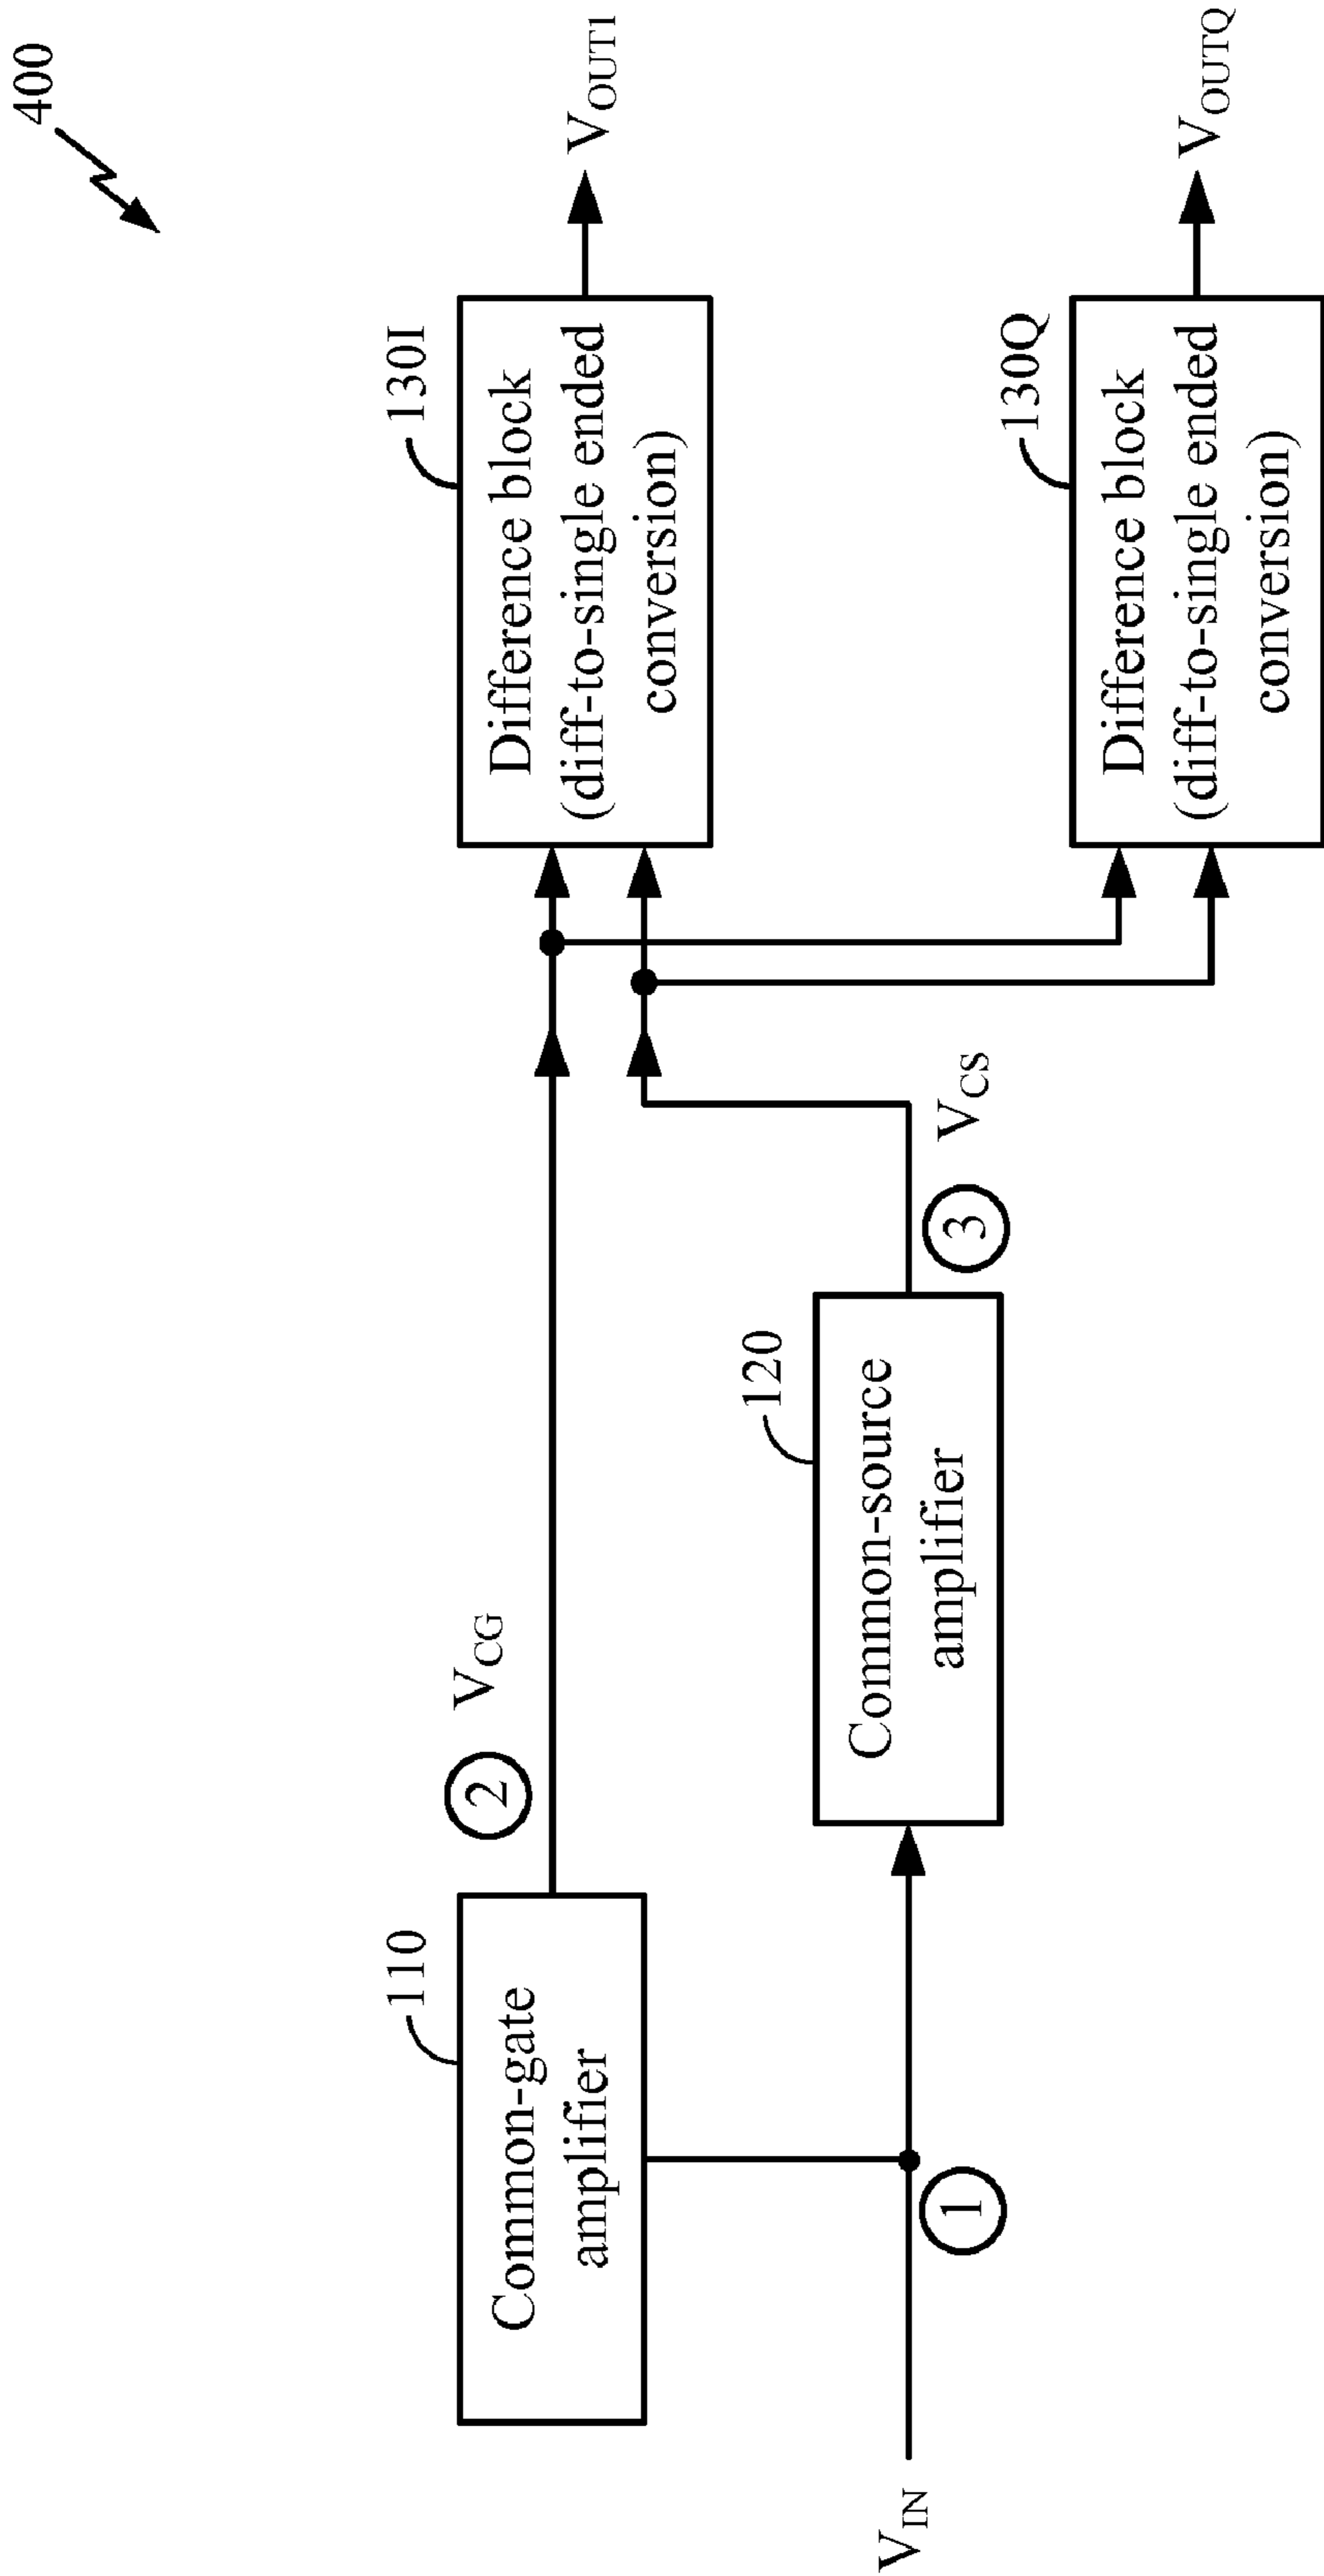 400
110
Common-gate
amplifier
2
V_CG
130I
Difference block
(diff-to-single ended
conversion)
V_OUT1
V_IN
1
120
Common-source
amplifier
3
V_CS
130Q
Difference block
(diff-to-single ended
conversion)
V_OUTQ